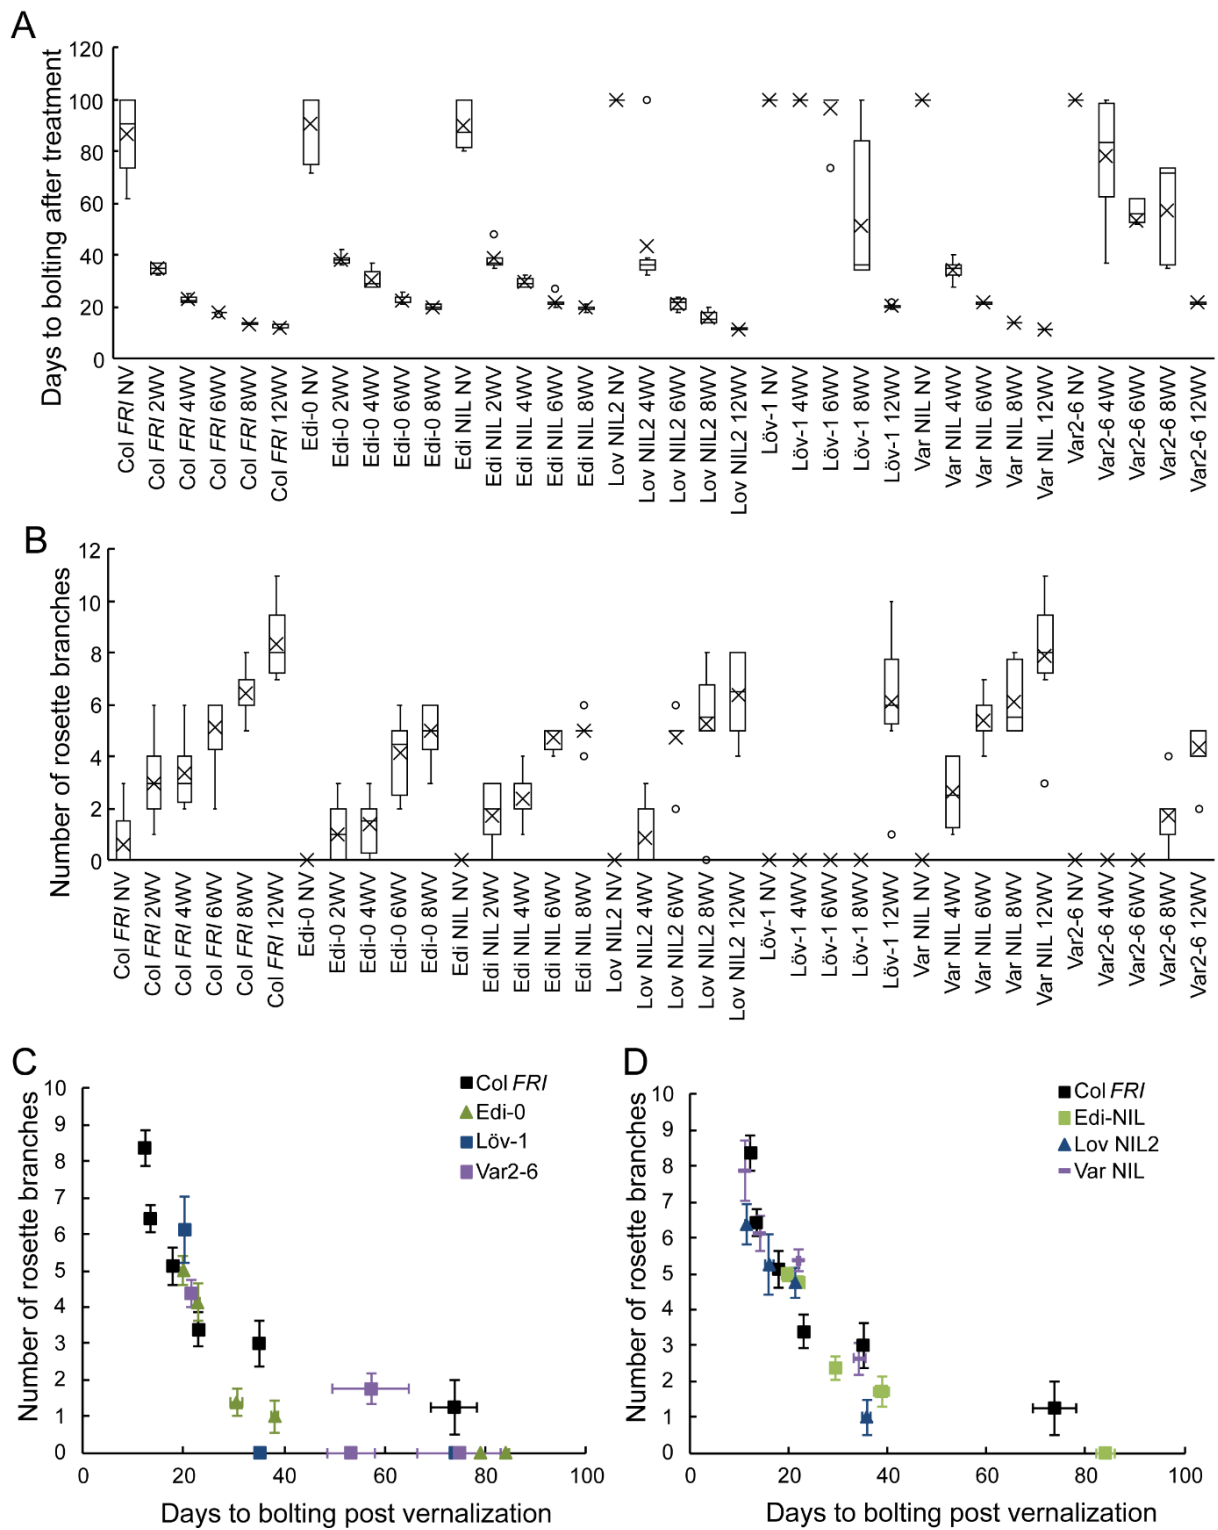 A
Days to bolting after treatment
120
100
80
60
40
20
0
Col FRI NV
Col FRI 2WV
Col FRI 4WV
Col FRI 6WV
Col FRI 8WV
Col FRI 12WV
Edi-0 NV
Edi-0 2WV
Edi-0 4WV
Edi-0 6WV
Edi-0 8WV
Edi NIL NV
Edi NIL 2WV
Edi NIL 4WV
Edi NIL 6WV
Edi NIL 8WV
Lov NIL2 NV
Lov NIL2 4WV
Lov NIL2 6WV
Lov NIL2 8WV
Lov NIL2 12WV
Löv-1 NV
Löv-1 4WV
Löv-1 6WV
Löv-1 8WV
Löv-1 12WV
Var NIL NV
Var NIL 4WV
Var NIL 6WV
Var NIL 8WV
Var NIL 12WV
Var2-6 NV
Var2-6 4WV
Var2-6 6WV
Var2-6 8WV
Var2-6 12WV
B
Number of rosette branches
12
10
8
6
4
2
0
Col FRI NV
Col FRI 2WV
Col FRI 4WV
Col FRI 6WV
Col FRI 8WV
Col FRI 12WV
Edi-0 NV
Edi-0 2WV
Edi-0 4WV
Edi-0 6WV
Edi-0 8WV
Edi NIL NV
Edi NIL 2WV
Edi NIL 4WV
Edi NIL 6WV
Edi NIL 8WV
Lov NIL2 NV
Lov NIL2 4WV
Lov NIL2 6WV
Lov NIL2 8WV
Lov NIL2 12WV
Löv-1 NV
Löv-1 4WV
Löv-1 6WV
Löv-1 8WV
Löv-1 12WV
Var NIL NV
Var NIL 4WV
Var NIL 6WV
Var NIL 8WV
Var NIL 12WV
Var2-6 NV
Var2-6 4WV
Var2-6 6WV
Var2-6 8WV
Var2-6 12WV
C
Number of rosette branches
10
9
8
7
6
5
4
3
2
1
0
0 20 40 60 80 100
Days to bolting post vernalization
Col FRI
Edi-0
Löv-1
Var2-6
D
Number of rosette branches
10
9
8
7
6
5
4
3
2
1
0
0 20 40 60 80 100
Days to bolting post vernalization
Col FRI
Edi-NIL
Lov NIL2
Var NIL